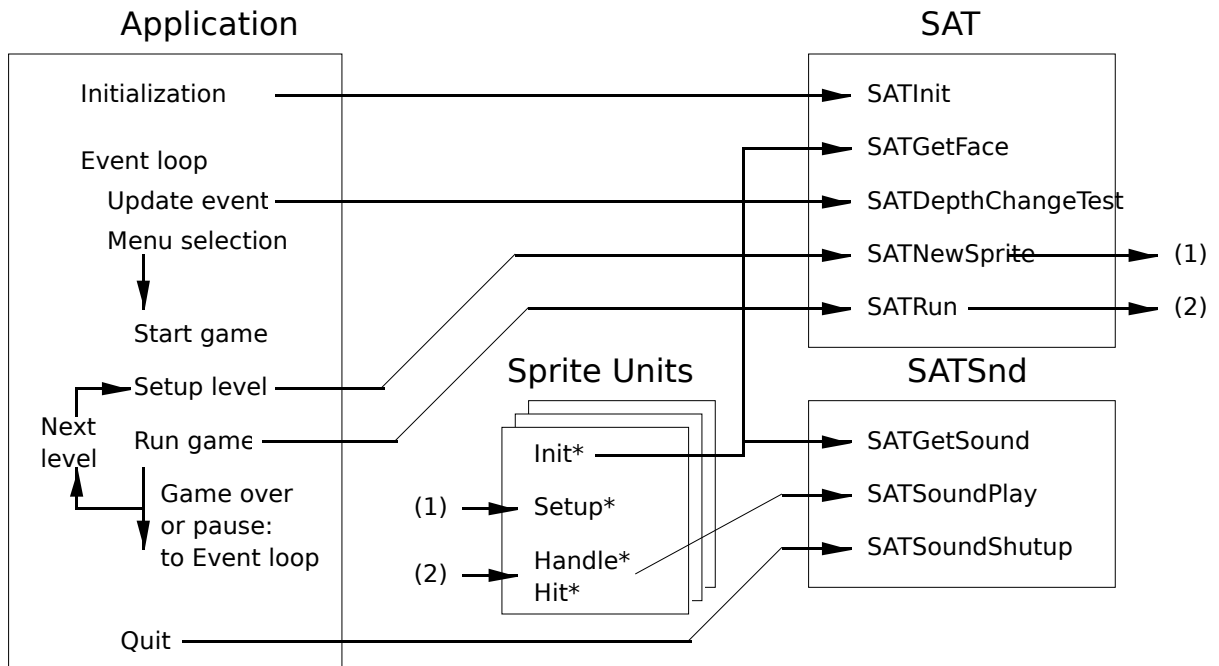 Application
Initialization
Event loop
Update event
Menu selection
Start game
Setup level
Next
level
Run game
Game over
or pause:
to Event loop
Quit
SAT
SATInit
SATGetFace
SATDepthChangeTest
SATNewSprite
(1)
SATRun
(2)
Sprite Units
Init*
(1)
Setup*
(2)
Handle*
Hit*
SATSnd
SATGetSound
SATSoundPlay
SATSoundShutup